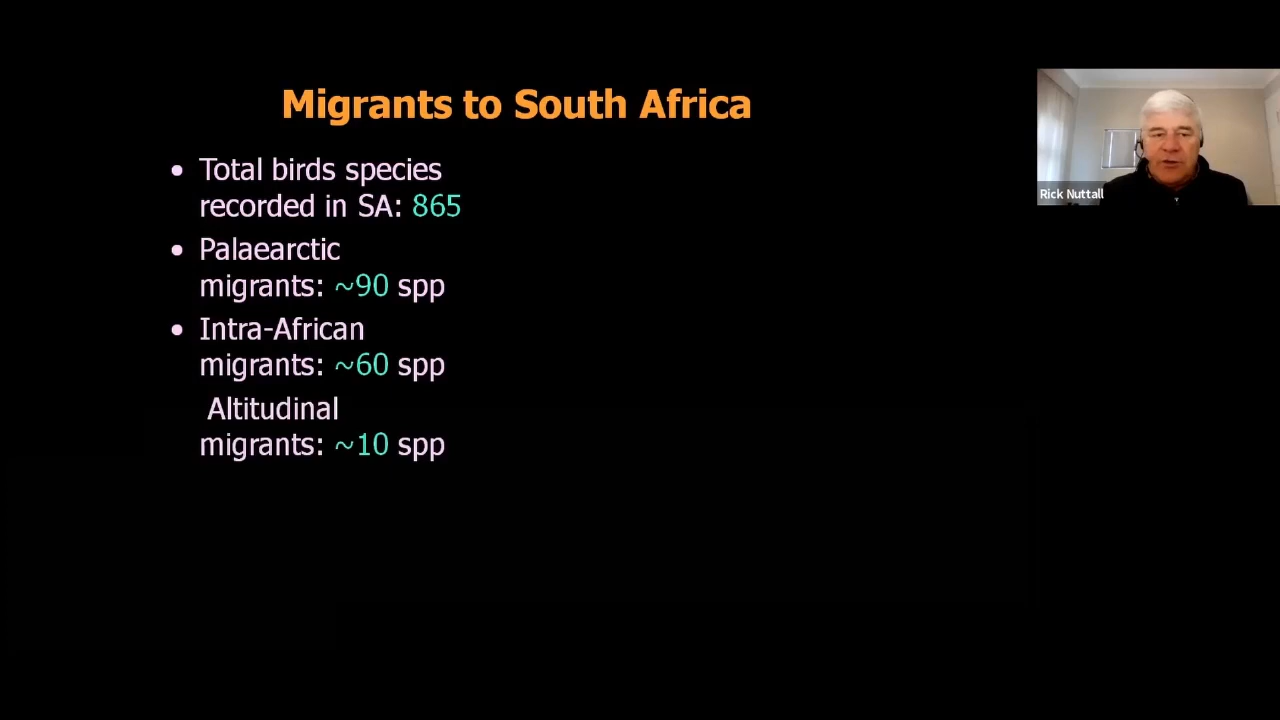 Migrants to South Africa
• Total birds species
recorded in SA: 865
• Palaearctic
migrants: ~90 spp
• Intra-African
migrants: ~60 spp
Altitudinal
migrants: ~10 spp
Rick Nuttall